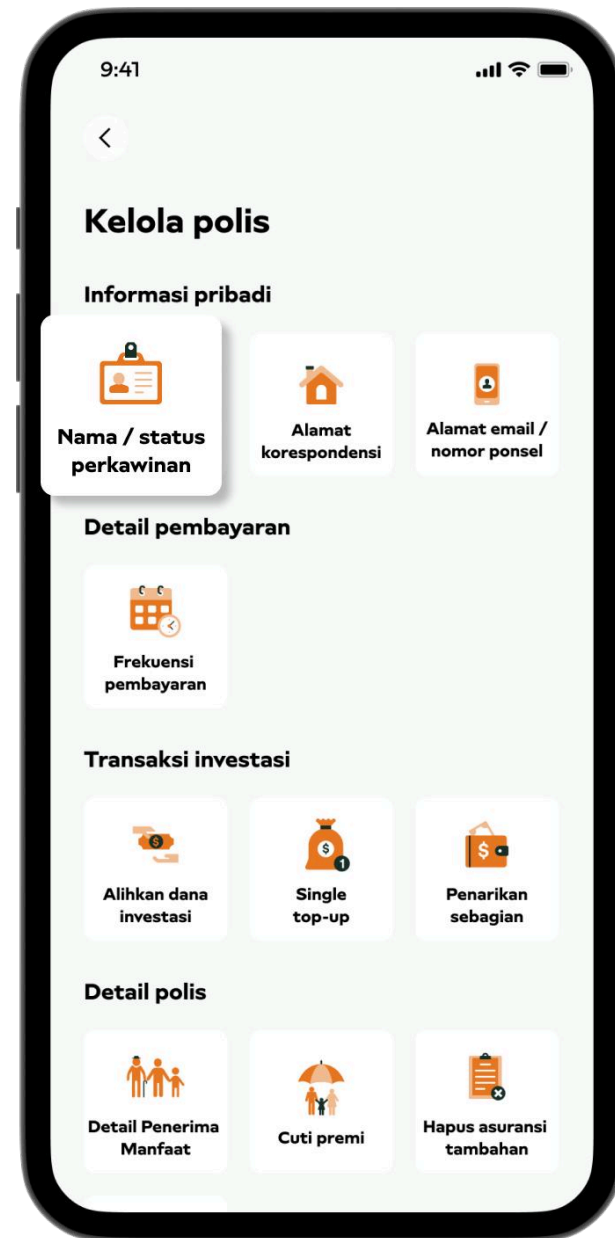 9:41
Kelola polis
Informasi pribadi
Nama / status
perkawinan
Alamat
korespondensi
Alamat email /
nomor ponsel
Detail pembayaran
Frekuensi
pembayaran
Transaksi investasi
$
Alihkan dana
investasi
$
1
Single
top-up
$
Penarikan
sebagian
Detail polis
Detail Penerima
Manfaat
Cuti premi
Hapus asuransi
tambahan